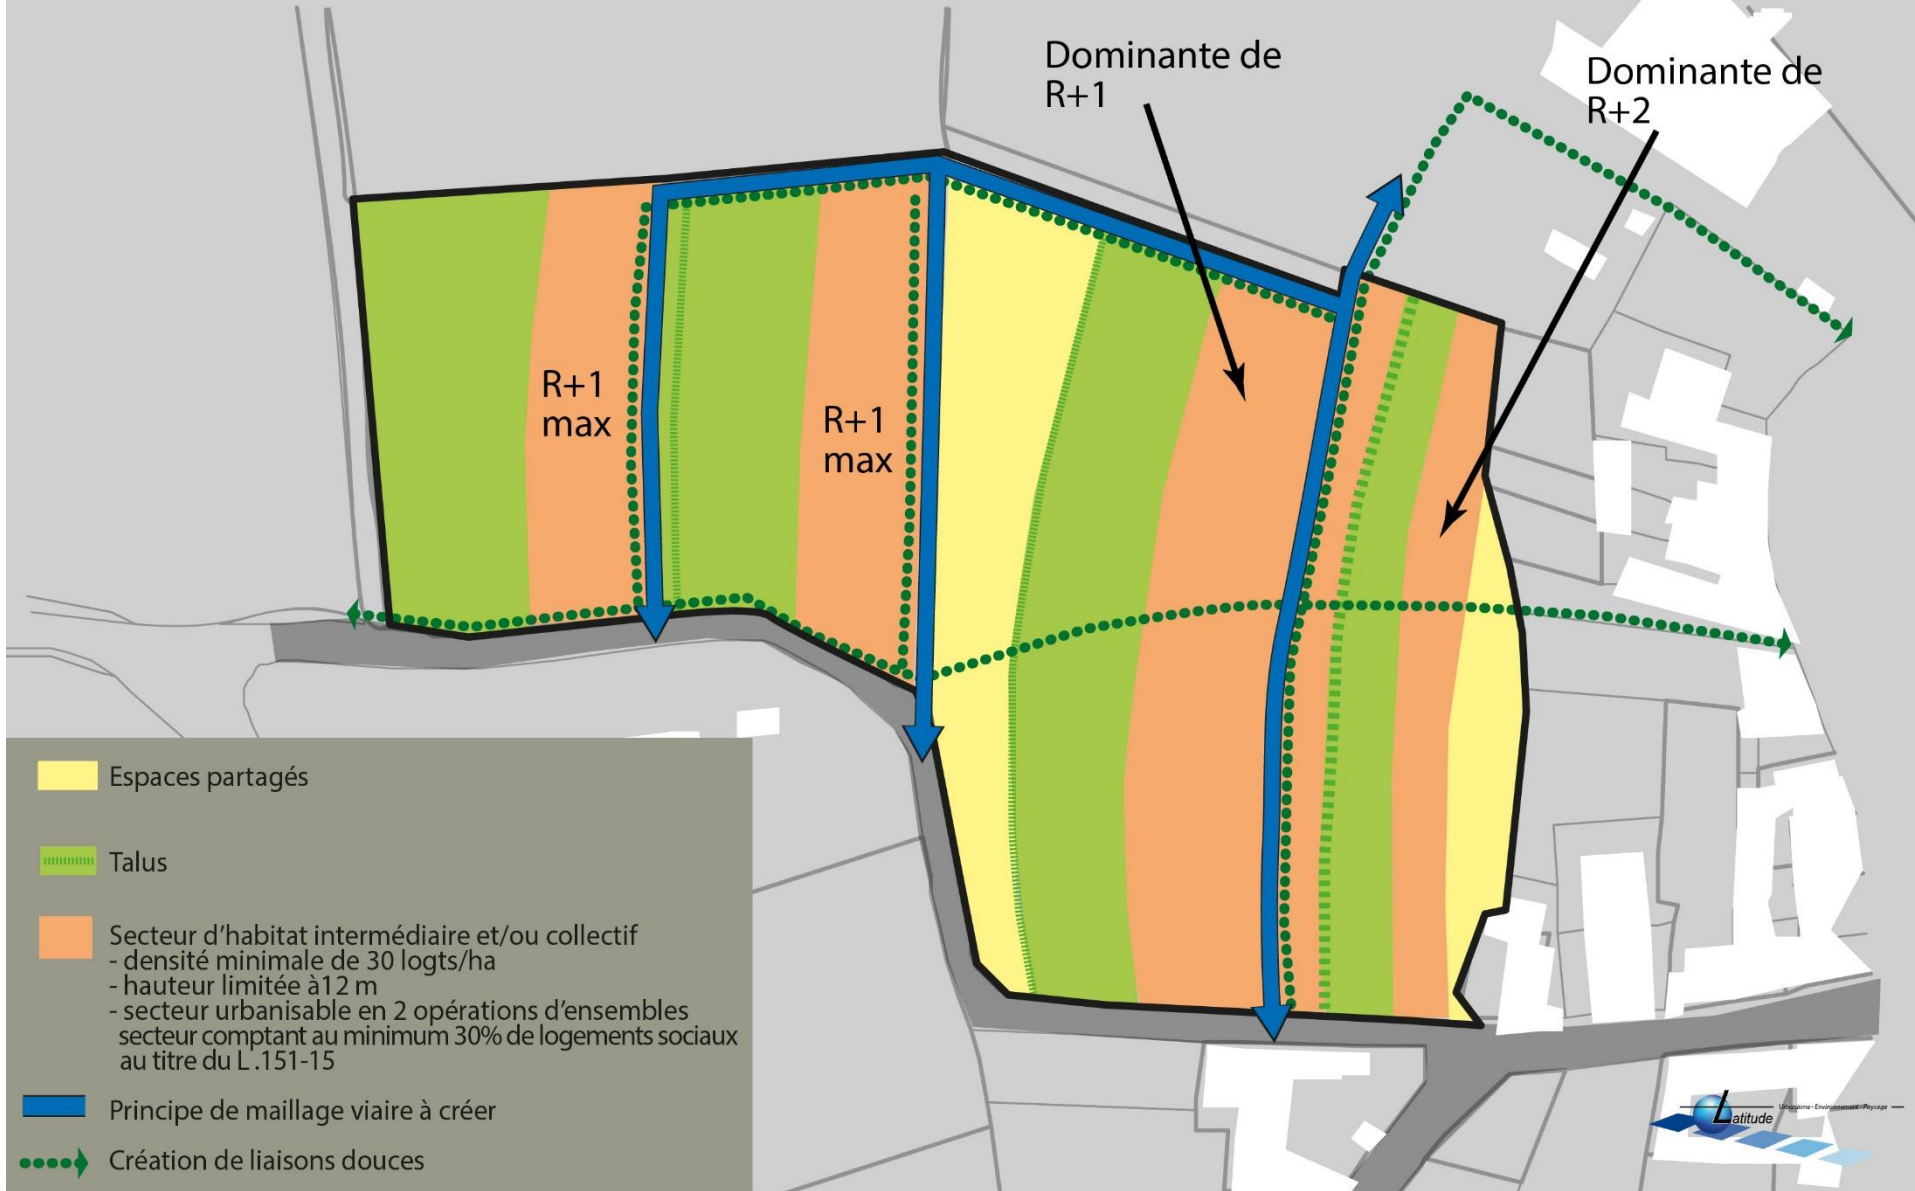 Dominante de
R+1
Dominante de
R+2
R+1
max
R+1
max
Espaces partagés
Talus
Secteur d'habitat intermédiaire et/ou collectif
- densité minimale de 30 logts/ha
- hauteur limitée à12 m
- secteur urbanisable en 2 opérations d'ensembles
secteur comptant au minimum 30% de logements sociaux
au titre du L .151-15
Principe de maillage viaire à créer
Création de liaisons douces
Latitude
Urbanisme - Environnement - Paysage